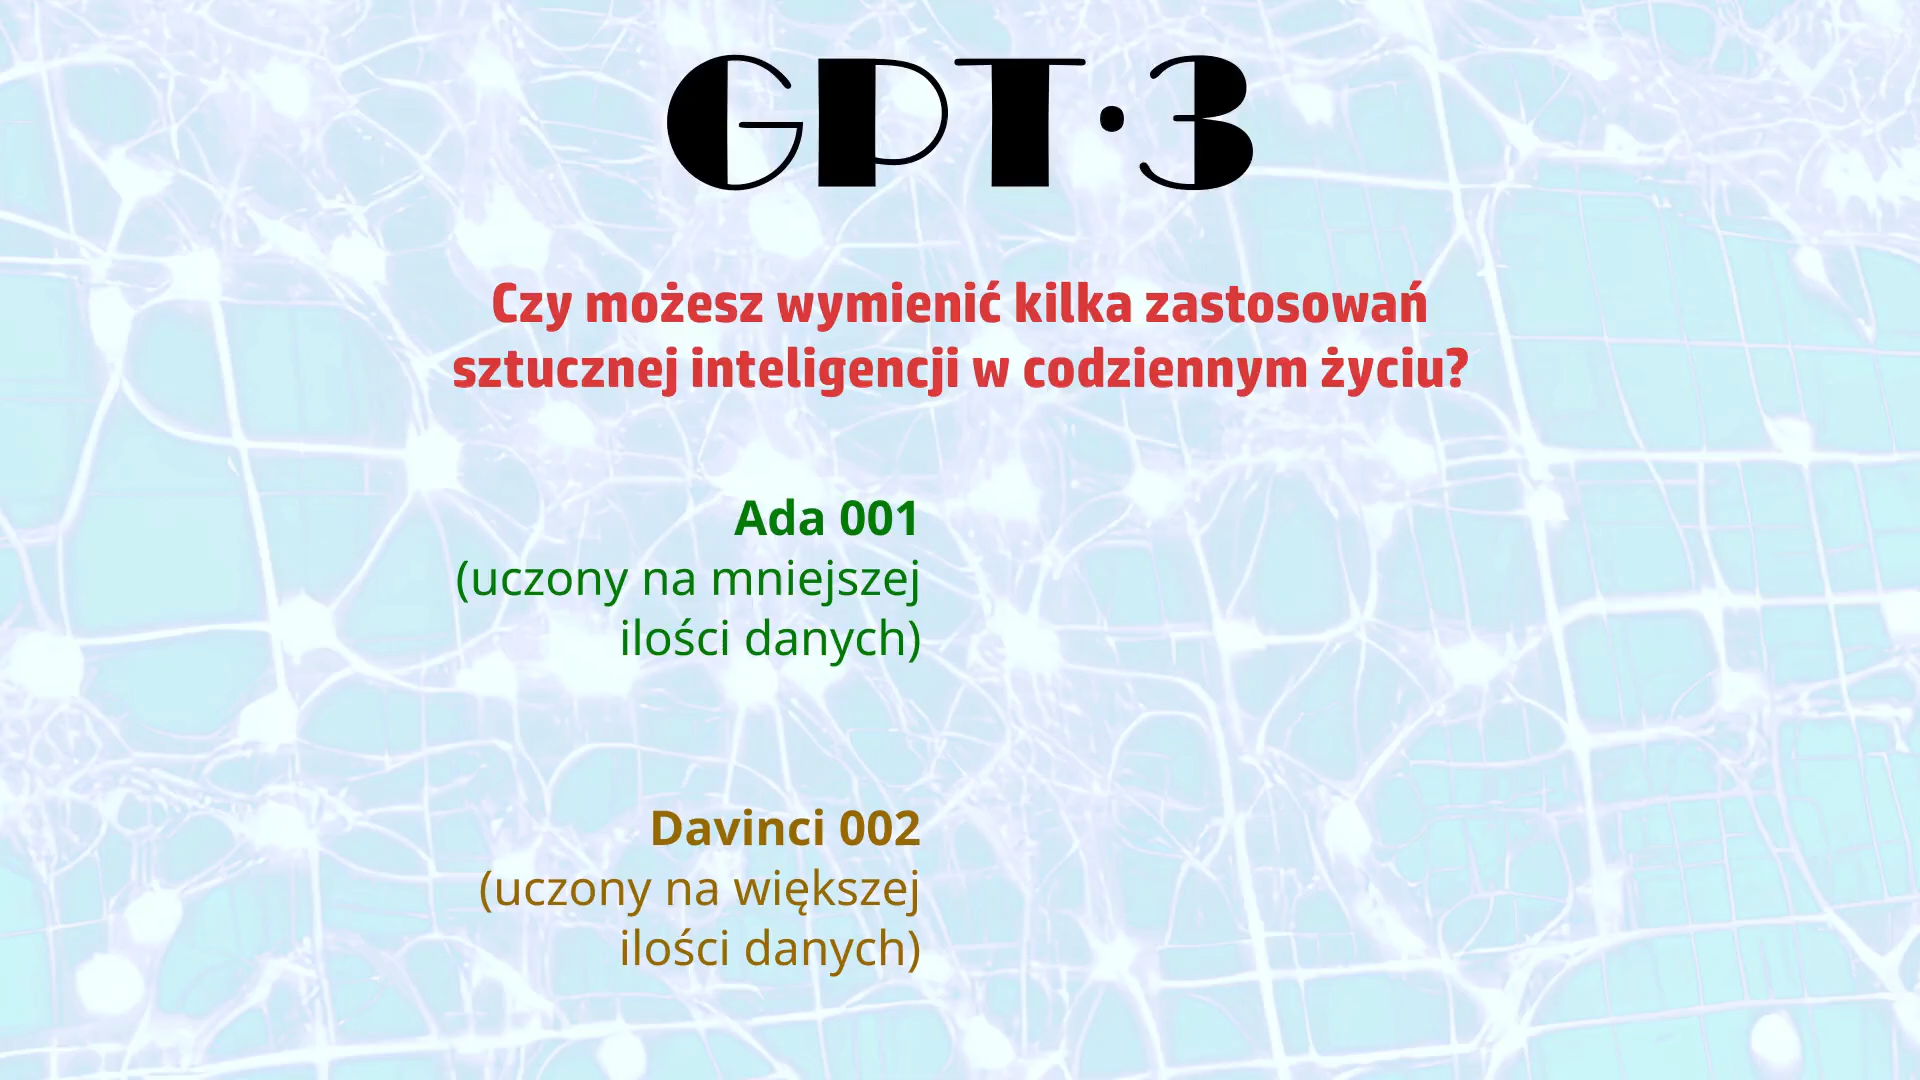 GPT·3
Czy możesz wymienić kilka zastosowań
sztucznej inteligencji w codziennym życiu?
Ada 001
(uczony na mniejszej
ilości danych)
Davinci 002
(uczony na większej
ilości danych)